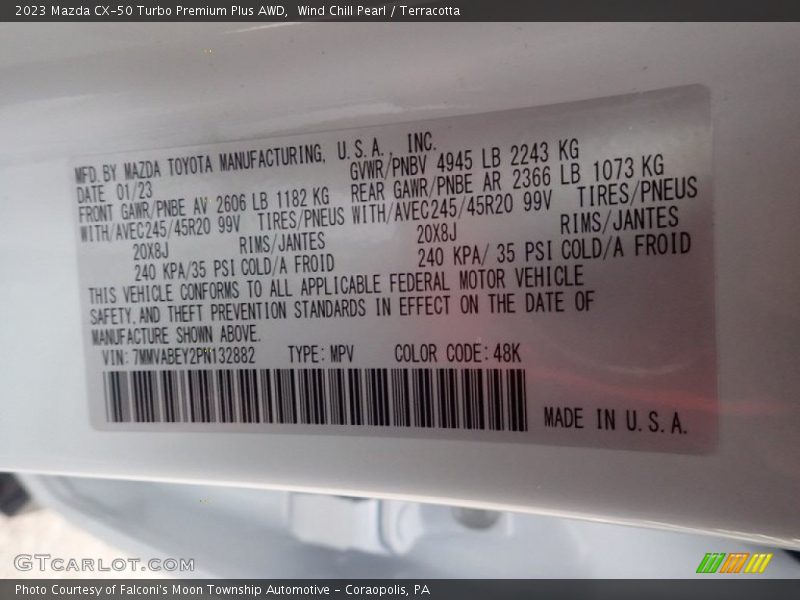 2023 Mazda CX-50 Turbo Premium Plus AWD, Wind Chill Pearl / Terracotta
MFD. BY MAZDA TOYOTA MANUFACTURING, U.S.A., INC.
DATE 01/23 GVWR/PNBV 4945 LB 2243 KG
FRONT GAWR/PNBE AV 2606 LB 1182 KG REAR GAWR/PNBE AR 2366 LB 1073 KG
WITH/AVEC245/45R20 99V TIRES/PNEUS WITH/AVEC245/45R20 99V TIRES/PNEUS
20X8J RIMS/JANTES 20X8J RIMS/JANTES
240 KPA/35 PSI COLD/A FROID 240 KPA/ 35 PSI COLD/A FROID
THIS VEHICLE CONFORMS TO ALL APPLICABLE FEDERAL MOTOR VEHICLE
SAFETY, AND THEFT PREVENTION STANDARDS IN EFFECT ON THE DATE OF
MANUFACTURE SHOWN ABOVE.
VIN: 7MMVABEY2PN132882 TYPE: MPV COLOR CODE: 48K
MADE IN U.S.A.
GTcarlot.com
Photo Courtesy of Falconi's Moon Township Automotive - Coraopolis, PA